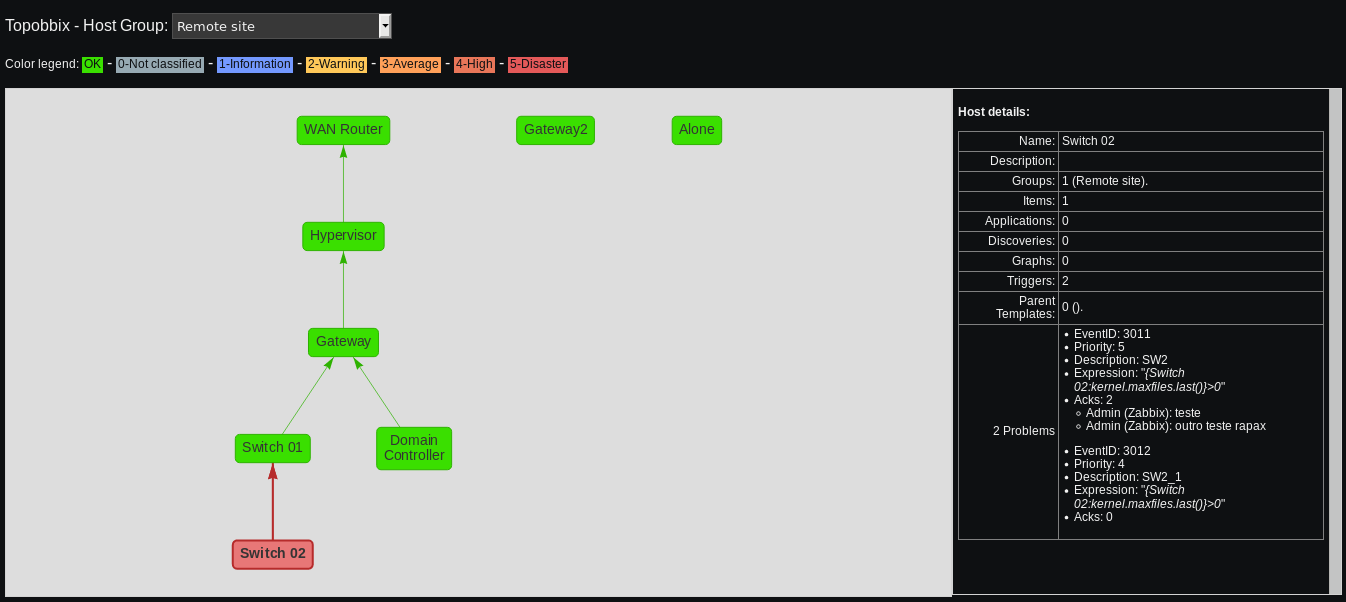 Topobbix - Host Group: Remote site
Color legend: OK - 0-Not classified - 1-Information - 2-Warning - 3-Average - 4-High - 5-Disaster
WAN Router
Gateway2
Alone
Hypervisor
Gateway
Switch 01
Domain
Controller
Switch 02
Host details:
Name: Switch 02
Description:
Groups: 1 (Remote site).
Items: 1
Applications: 0
Discoveries: 0
Graphs: 0
Triggers: 2
Parent
Templates: 0 ().
2 Problems
• EventID: 3011
• Priority: 5
• Description: SW2
• Expression: "{Switch
02:kernel.maxfiles.last()}>0"
• Acks: 2
◦ Admin (Zabbix): teste
◦ Admin (Zabbix): outro teste rapax
• EventID: 3012
• Priority: 4
• Description: SW2_1
• Expression: "{Switch
02:kernel.maxfiles.last()}>0"
• Acks: 0